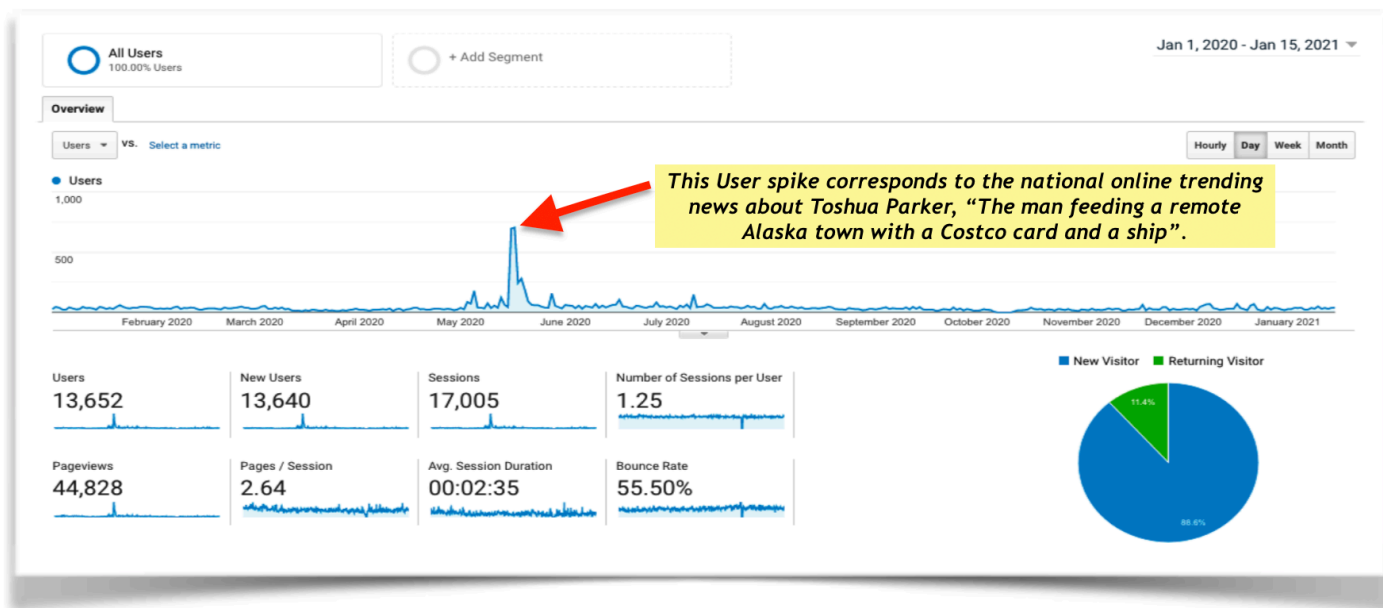 All Users
100.00% Users
+ Add Segment
Jan 1, 2020 - Jan 15, 2021
Overview
Users
VS.
Select a metric
Hourly
Day
Week
Month
Users
1,000
500
This User spike corresponds to the national online trending
news about Toshua Parker, “The man feeding a remote
Alaska town with a Costco card and a ship”.
February 2020
March 2020
April 2020
May 2020
June 2020
July 2020
August 2020
September 2020
October 2020
November 2020
December 2020
January 2021
Users
13,652
New Users
13,640
Sessions
17,005
Number of Sessions per User
1.25
Pageviews
44,828
Pages / Session
2.64
Avg. Session Duration
00:02:35
Bounce Rate
55.50%
New Visitor
Returning Visitor
11.4%
88.6%